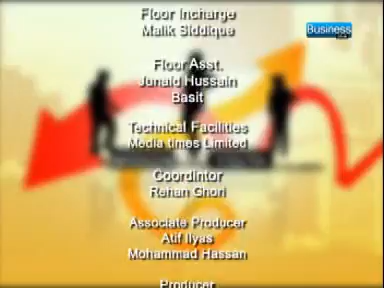 Floor Incharge
Malik Siddique
Business
Floor Asst.
Junaid Hussain
Basit
Technical Facilities
Media times Limited
Coordintor
Rehan Ghori
Associate Producer
Atif Ilyas
Mohammad Hassan
Producer